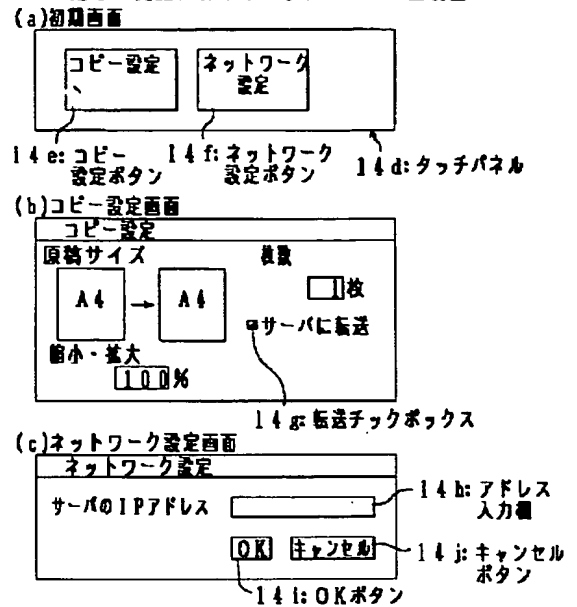 (a)初期画面
コピー設定
ネットワーク
設定
14e:コピー
設定ボタン
14f:ネットワーク
設定ボタン
14d:タッチパネル
(b)コピー設定画面
コピー設定
原稿サイズ
枚数
A4 → A4
1枚
サーバに転送
縮小・拡大
100%
14g:転送チックボックス
(c)ネットワーク設定画面
ネットワーク設定
サーバのIPアドレス
14h:アドレス
入力欄
OK キャンセル
14j:キャンセル
ボタン
14i:OKボタン